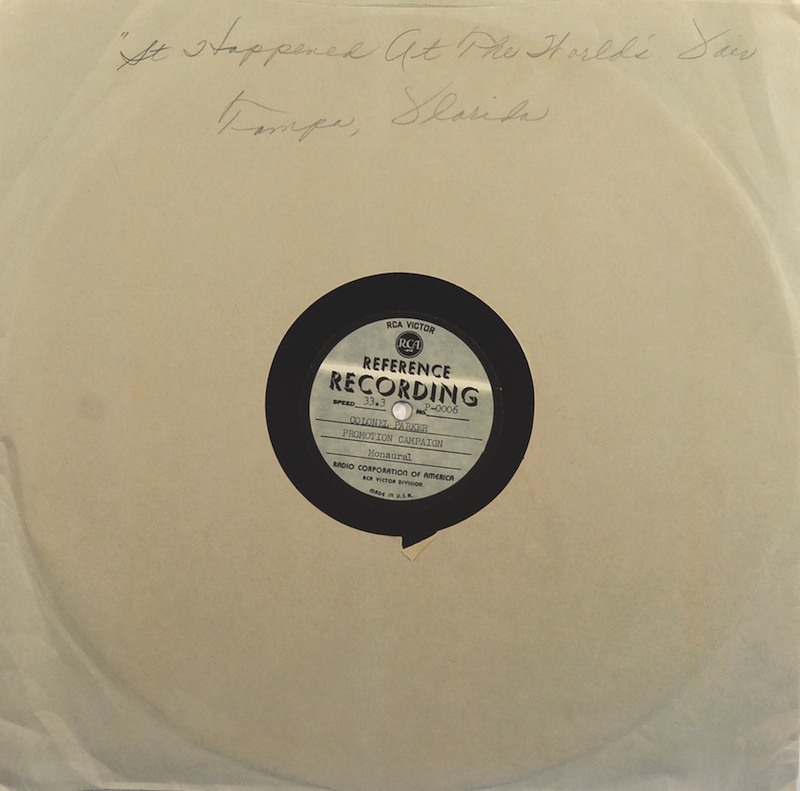 "It Happened At The World's Fair
Tampa, Florida
RCA VICTOR
RCA
REFERENCE
RECORDING
SPEED 33.3 NO. P-0006
COLONEL PARKER
PROMOTION CAMPAIGN
Monaural
RADIO CORPORATION OF AMERICA
RCA VICTOR DIVISION
MADE IN U.S.A.